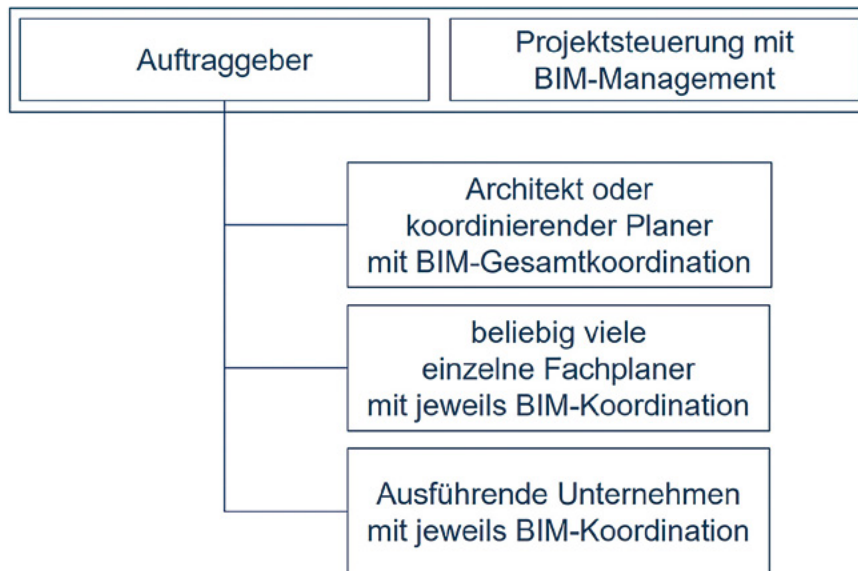 Auftraggeber
Projektsteuerung mit
BIM-Management
Architekt oder
koordinierender Planer
mit BIM-Gesamtkoordination
beliebig viele
einzelne Fachplaner
mit jeweils BIM-Koordination
Ausführende Unternehmen
mit jeweils BIM-Koordination